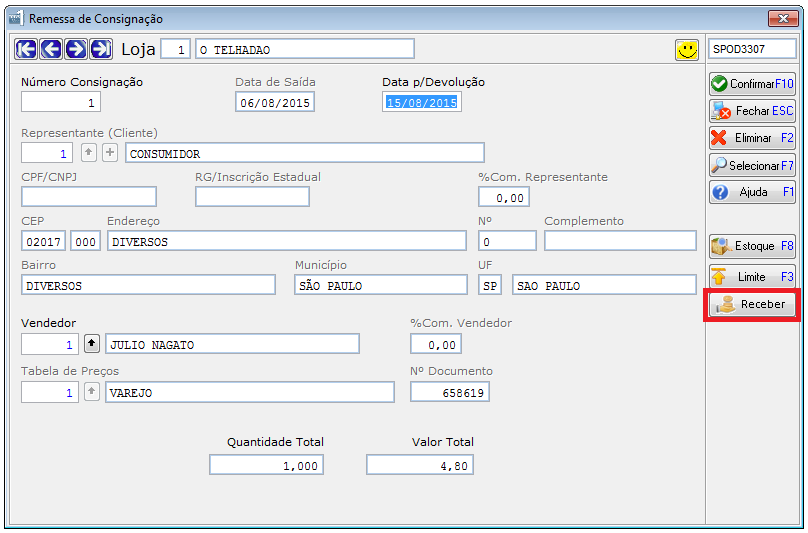 Remessa de Consignação
Loja 1 O TELHADAO
SPOD3307
Número Consignação Data de Saída Data p/Devolução
1 06/08/2015 15/08/2015
Representante (Cliente)
1 CONSUMIDOR
CPF/CNPJ RG/Inscrição Estadual %Com. Representante
0,00
CEP Endereço Nº Complemento
02017 000 DIVERSOS 0
Bairro Município UF
DIVERSOS SÃO PAULO SP SAO PAULO
Vendedor %Com. Vendedor
1 JULIO NAGATO 0,00
Tabela de Preços Nº Documento
1 VAREJO 658619
Quantidade Total Valor Total
1,000 4,80
Confirmar F10
Fechar ESC
Eliminar F2
Selecionar F7
Ajuda F1
Estoque F8
Limite F3
Receber